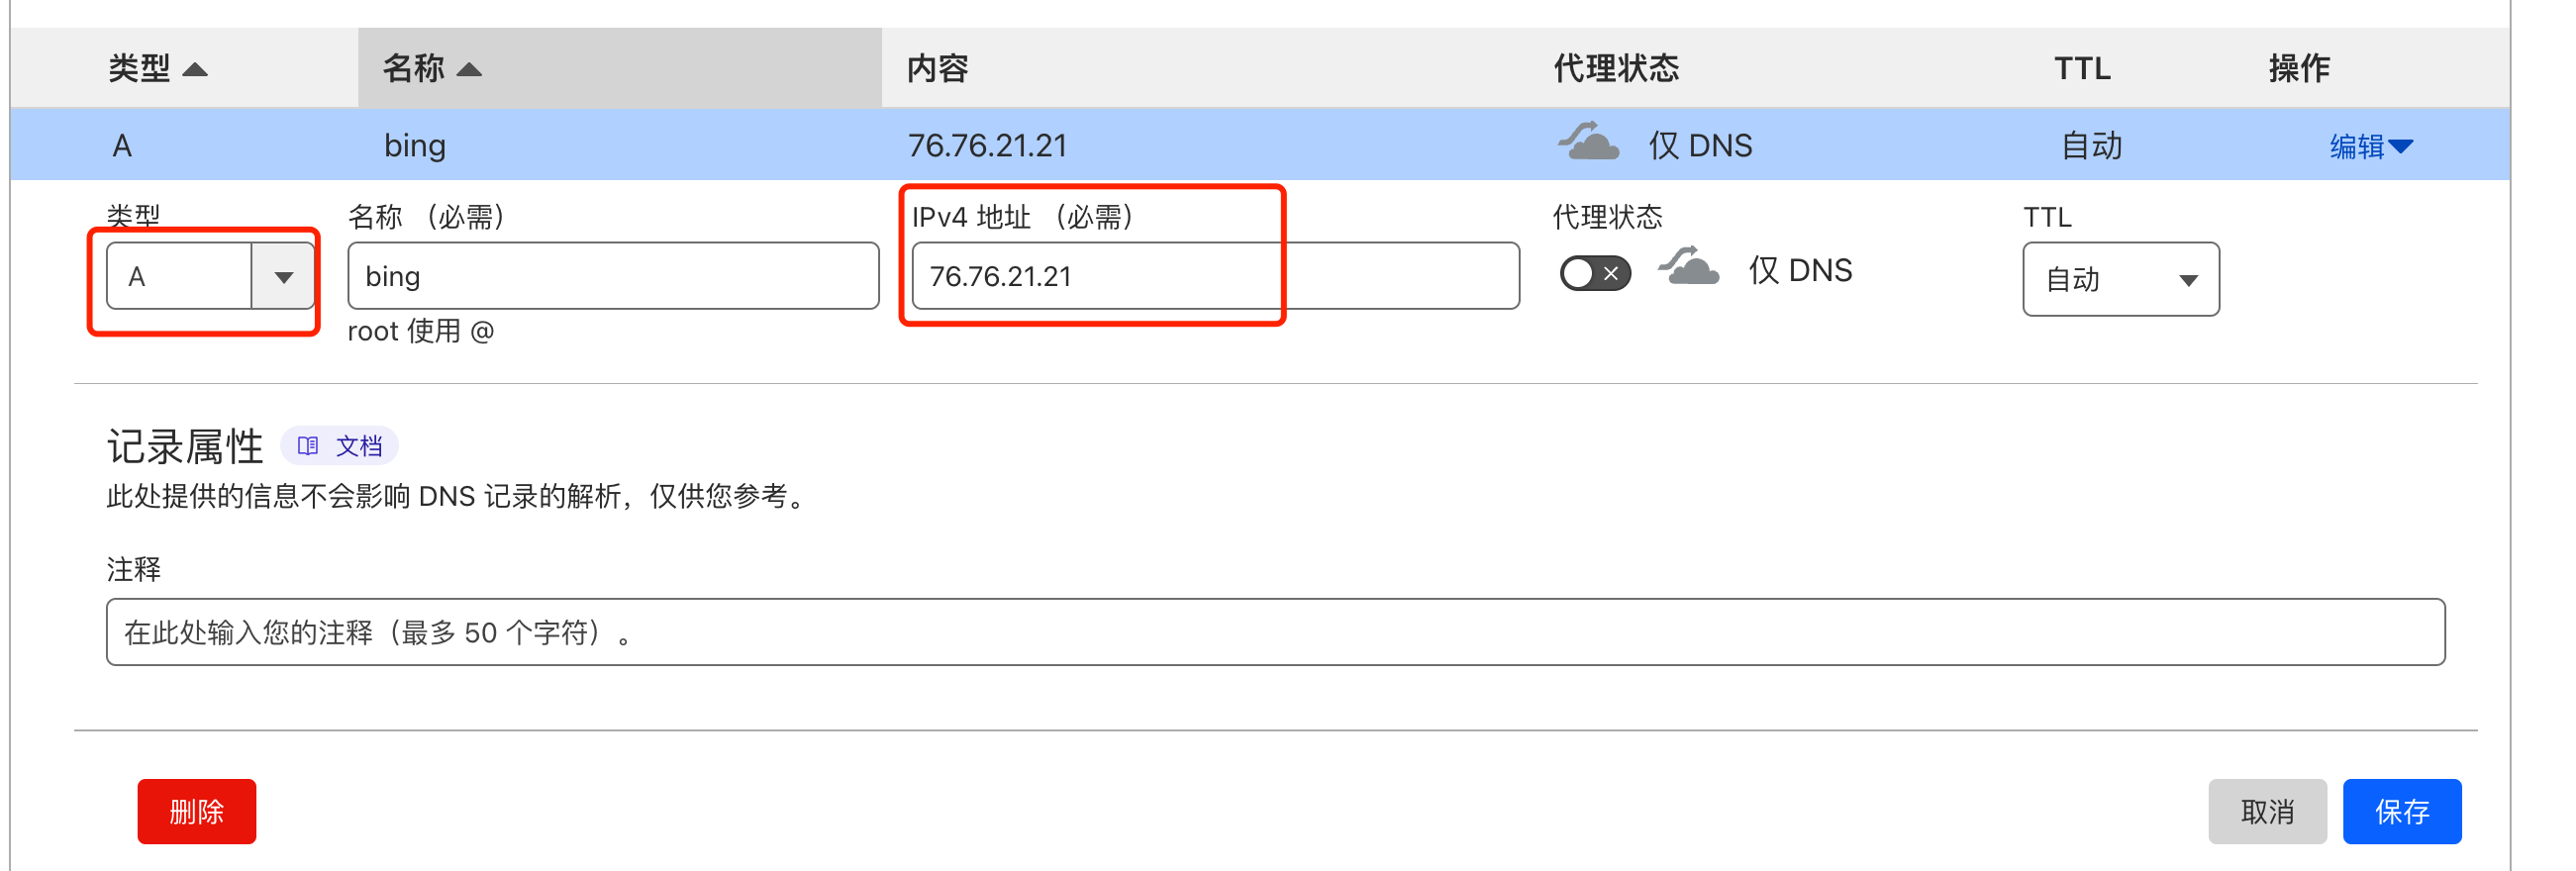 类型 名称 内容 代理状态 TTL 操作
A bing 76.76.21.21 仅 DNS 自动 编辑
类型 名称 （必需） IPv4 地址 （必需） 代理状态 TTL
A bing 76.76.21.21 仅 DNS 自动
root 使用 @
记录属性 文档
此处提供的信息不会影响 DNS 记录的解析，仅供您参考。
注释
在此处输入您的注释（最多 50 个字符）。
删除 取消 保存